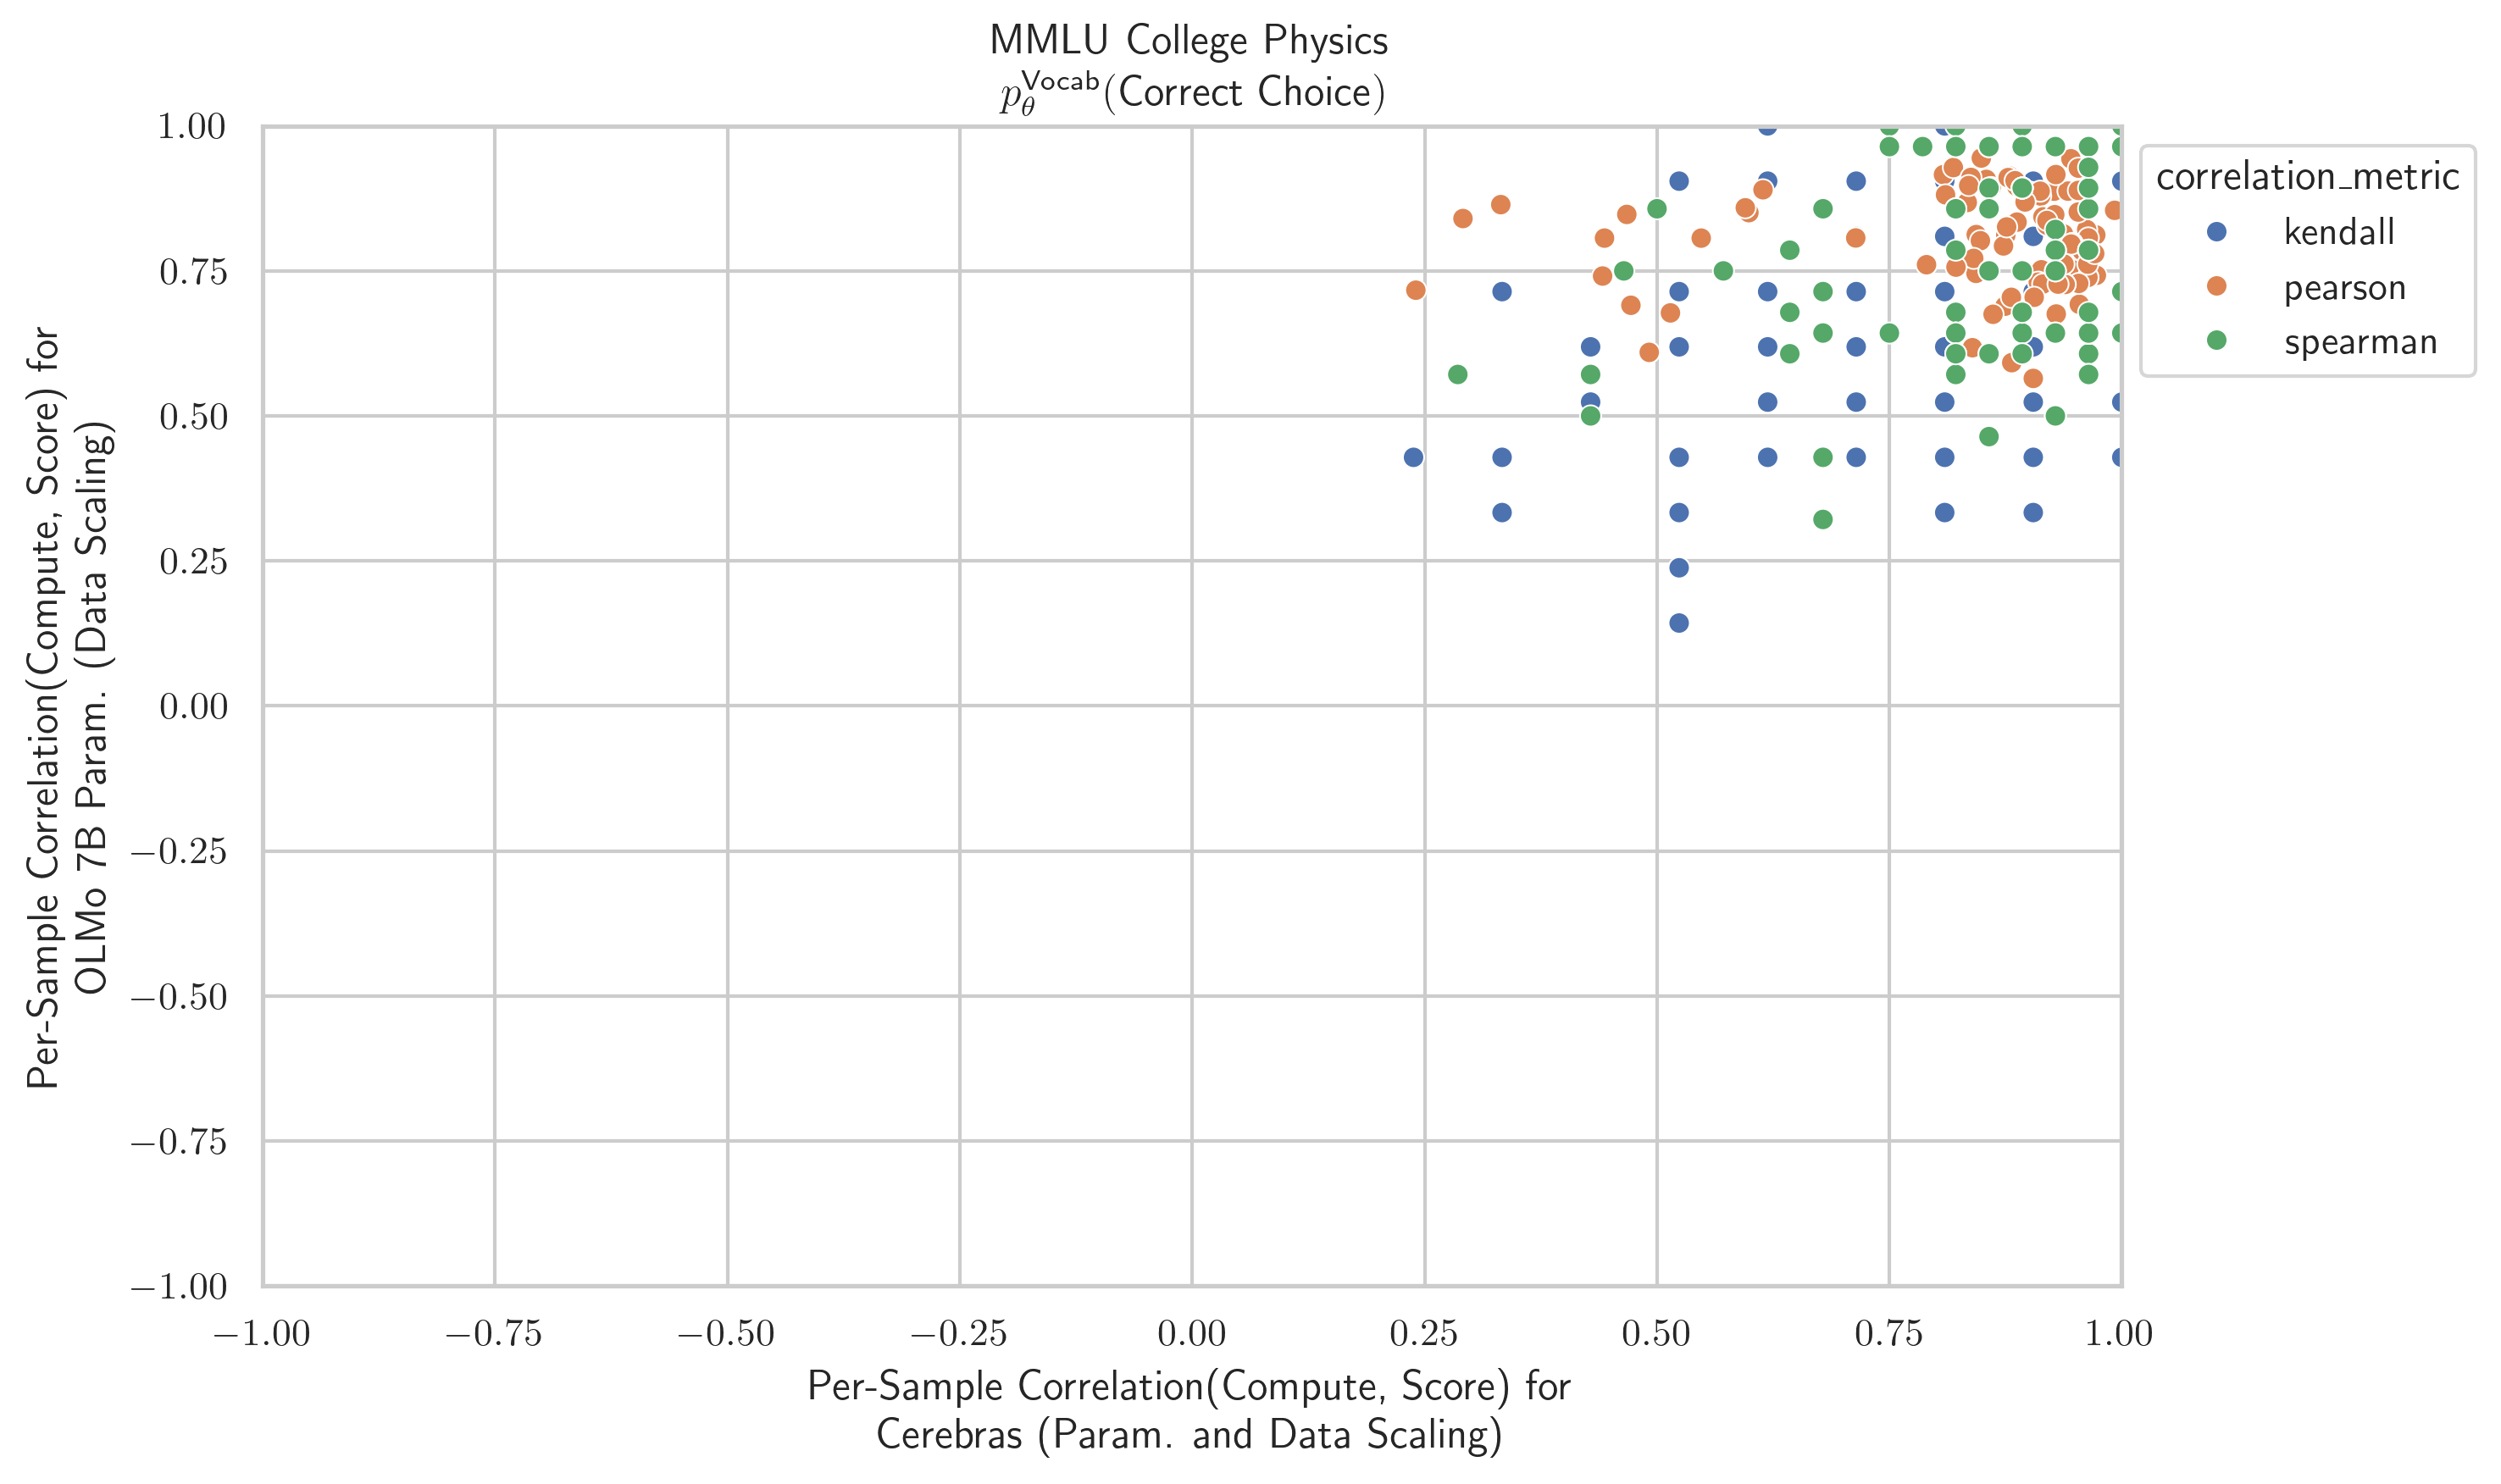 MMLU College Physics
p_θ^Vocab(Correct Choice)
Per-Sample Correlation(Compute, Score) for
OLMo 7B Param. (Data Scaling)
1.00
0.75
0.50
0.25
0.00
−0.25
−0.50
−0.75
−1.00
−1.00 −0.75 −0.50 −0.25 0.00 0.25 0.50 0.75 1.00
Per-Sample Correlation(Compute, Score) for
Cerebras (Param. and Data Scaling)
correlation_metric
kendall
pearson
spearman